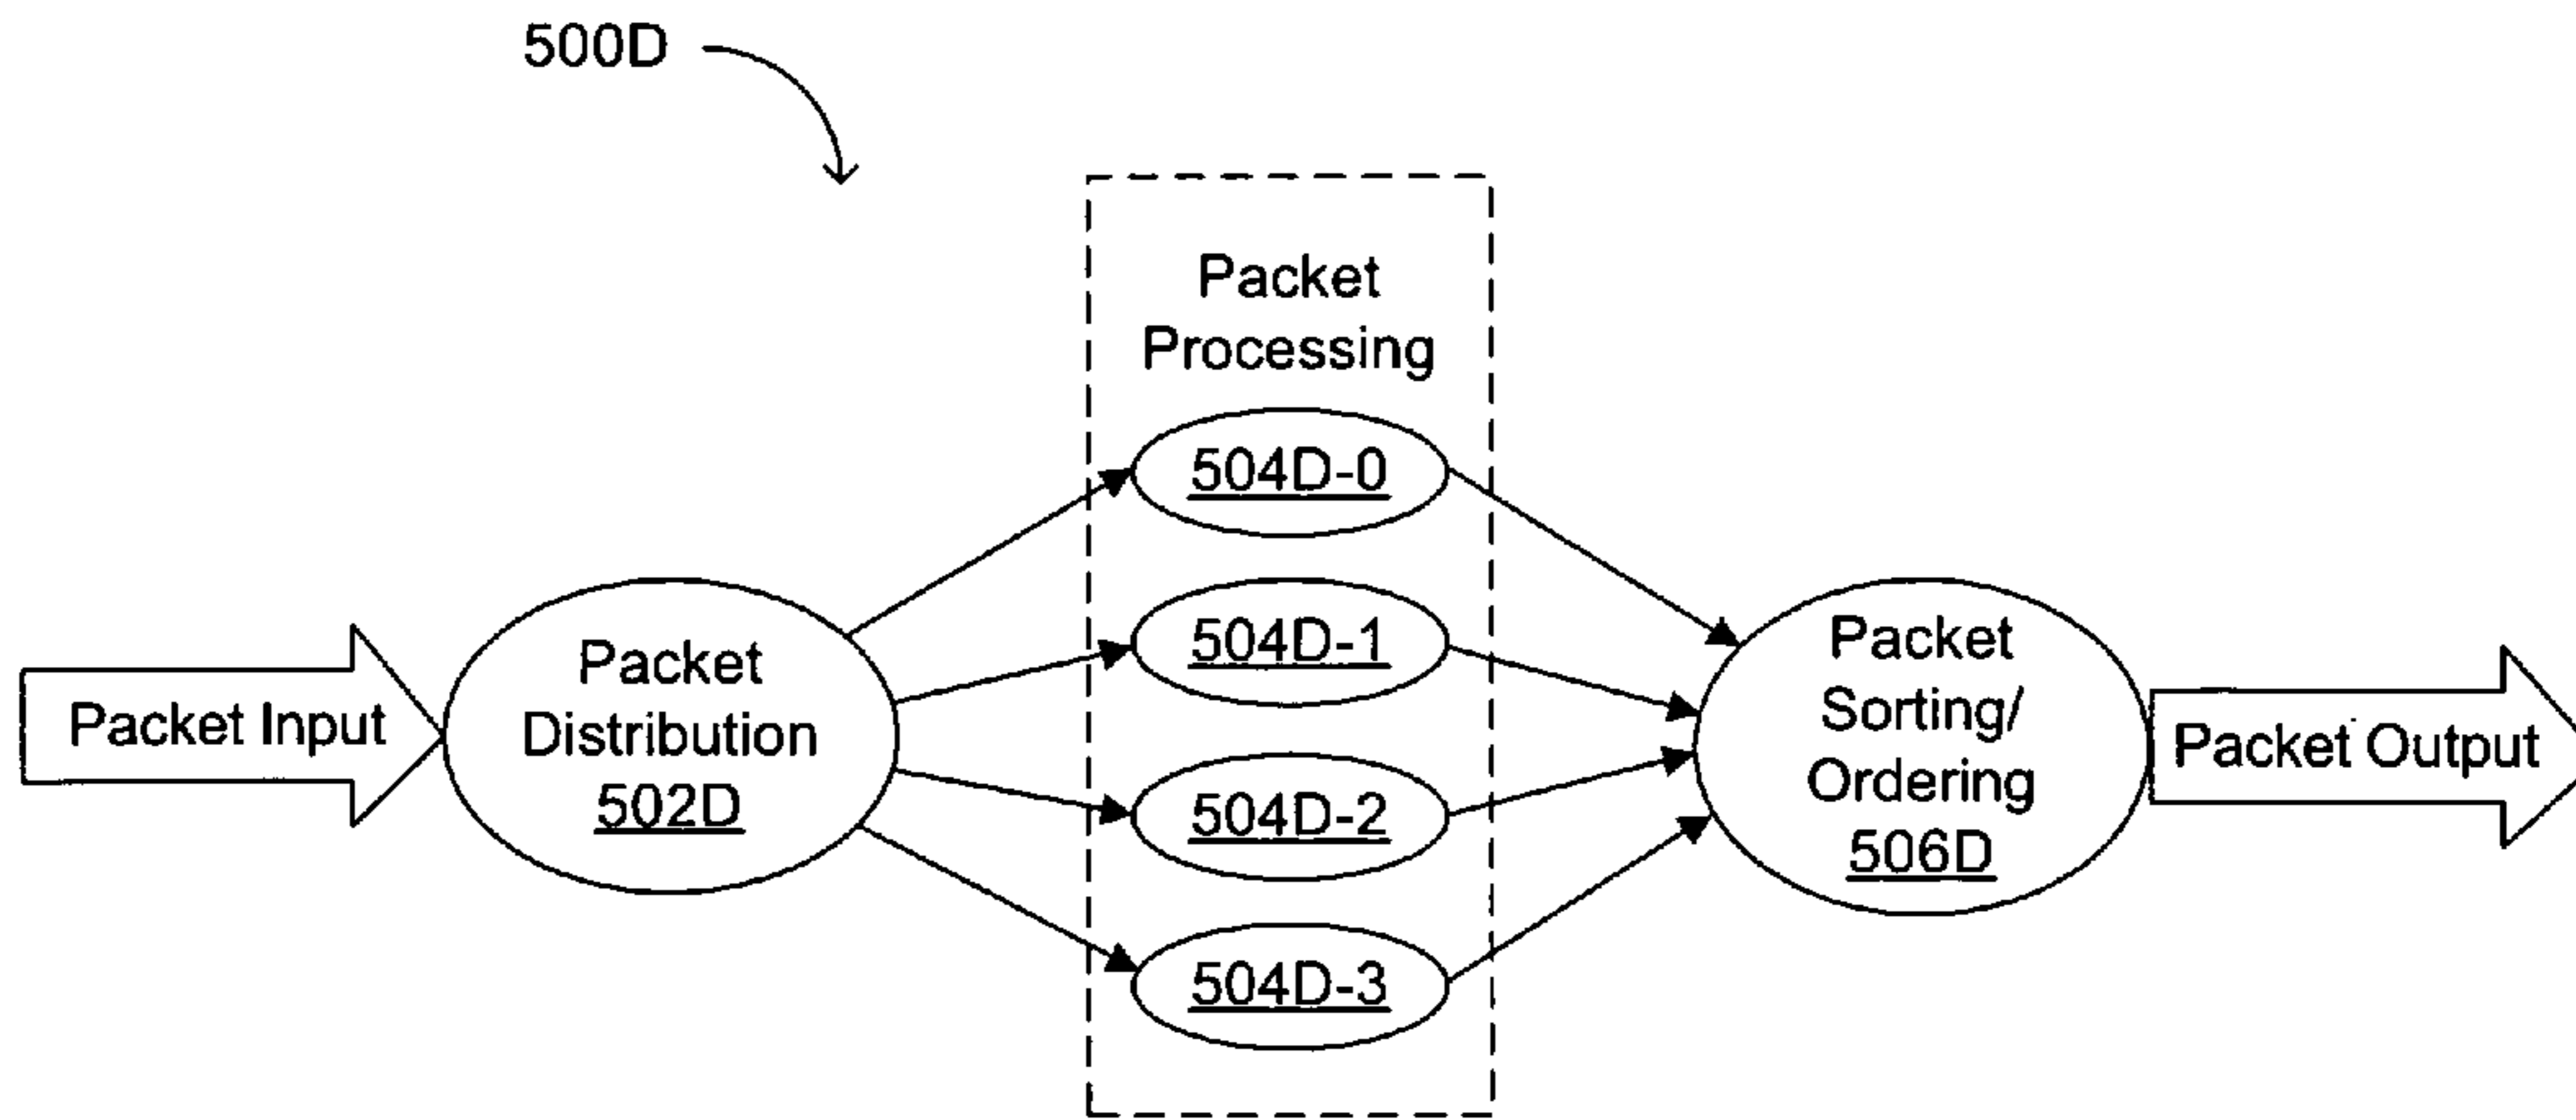 500D
Packet
Processing
504D-0
504D-1
504D-2
504D-3
Packet Input
Packet
Distribution
502D
Packet
Sorting/
Ordering
506D
Packet Output